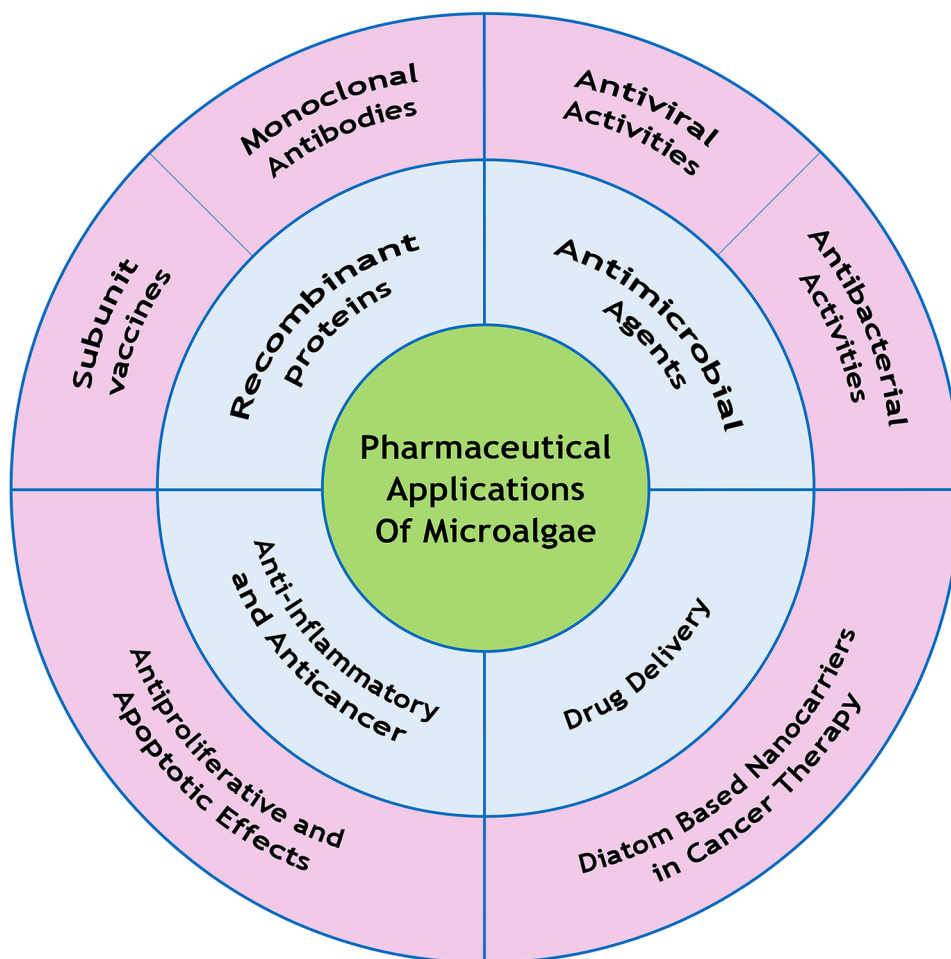 Monoclonal
Antibodies
Antiviral
Activities
Subunit
vaccines
Recombinant
proteins
Antimicrobial
Agents
Antibacterial
Activities
Pharmaceutical
Applications
Of Microalgae
Anti-Inflammatory
and Anticancer
Drug Delivery
Antiproliferative and
Apoptotic Effects
Diatom Based Nanocarriers
in Cancer Therapy